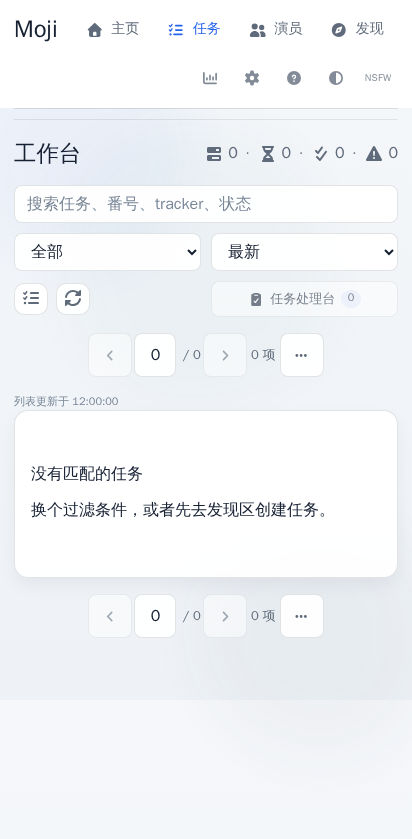 Moji 主页 任务 演员 发现
NSFW
工作台 0 · 0 · 0 · 0
搜索任务、番号、tracker、状态
全部 最新
任务处理台 0
0 / 0 0 项
列表更新于 12:00:00
没有匹配的任务
换个过滤条件，或者先去发现区创建任务。
0 / 0 0 项